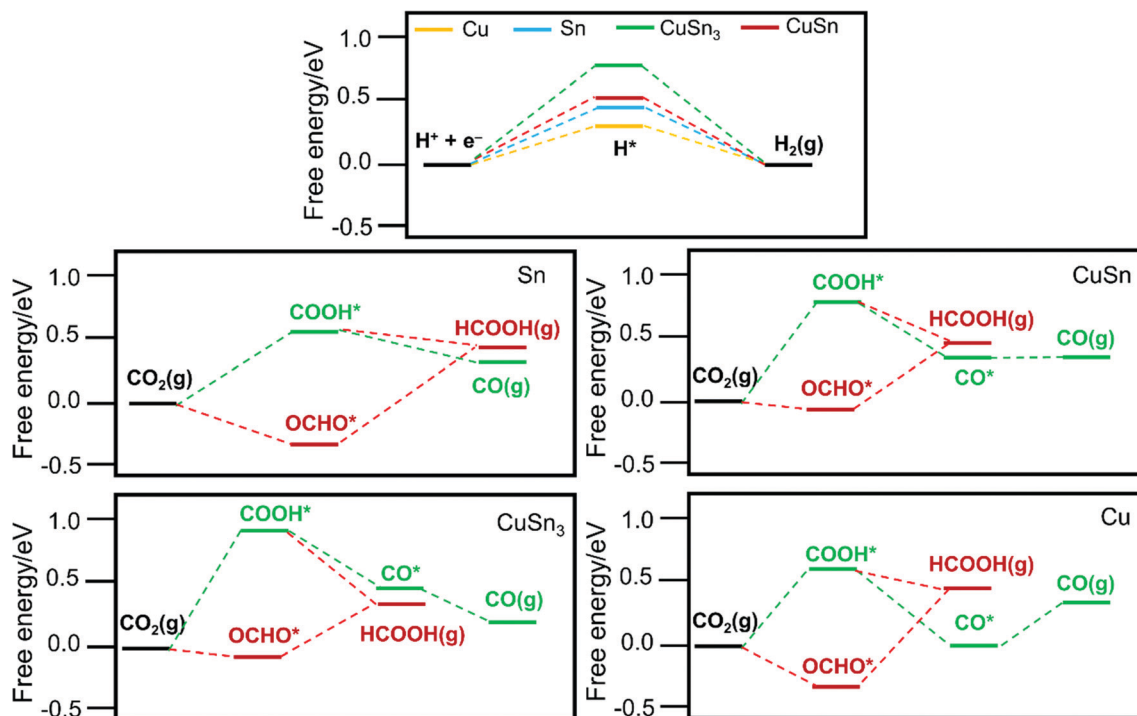 Cu Sn CuSn₃ CuSn
Free energy/eV
1.0
0.5
0.0
-0.5
H⁺ + e⁻
H*
H₂(g)
Sn
Free energy/eV
1.0
0.5
0.0
-0.5
CO₂(g)
COOH*
OCHO*
HCOOH(g)
CO(g)
CuSn
Free energy/eV
1.0
0.5
0.0
-0.5
CO₂(g)
COOH*
OCHO*
HCOOH(g)
CO*
CO(g)
CuSn₃
Free energy/eV
1.0
0.5
0.0
-0.5
CO₂(g)
COOH*
OCHO*
CO*
HCOOH(g)
CO(g)
Cu
Free energy/eV
1.0
0.5
0.0
-0.5
CO₂(g)
COOH*
OCHO*
HCOOH(g)
CO*
CO(g)